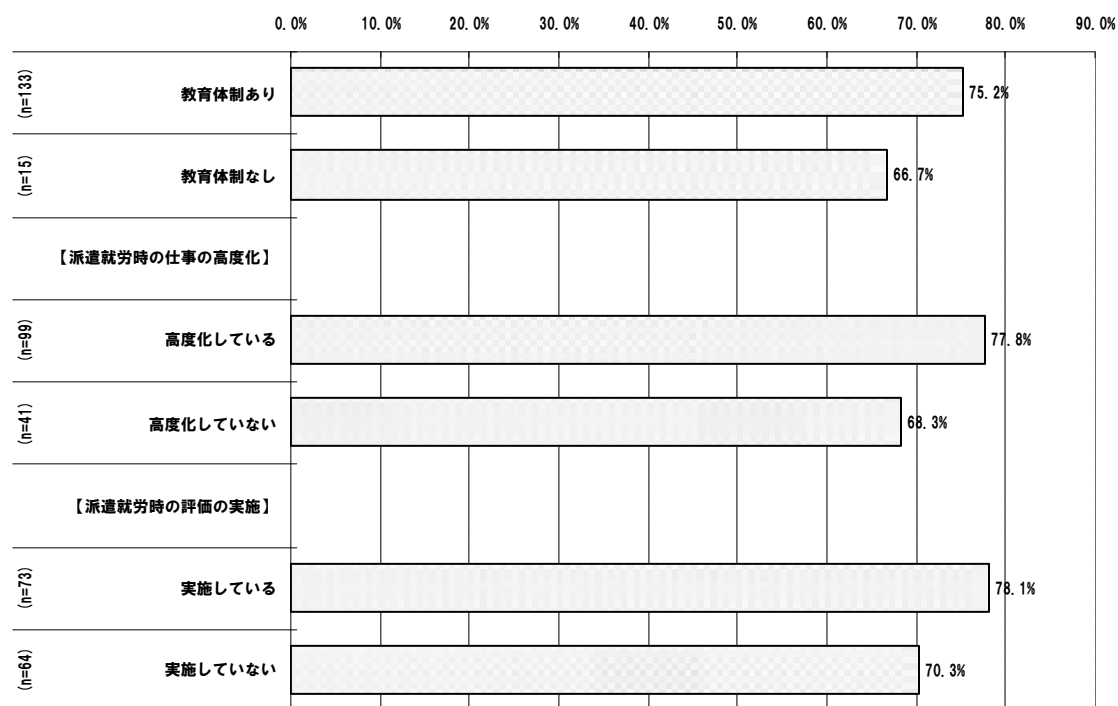 0.0% 10.0% 20.0% 30.0% 40.0% 50.0% 60.0% 70.0% 80.0% 90.0%
(n=133) 教育体制あり 75.2%
(n=15) 教育体制なし 66.7%
【派遣就労時の仕事の高度化】
(n=99) 高度化している 77.8%
(n=41) 高度化していない 68.3%
【派遣就労時の評価の実施】
(n=73) 実施している 78.1%
(n=64) 実施していない 70.3%